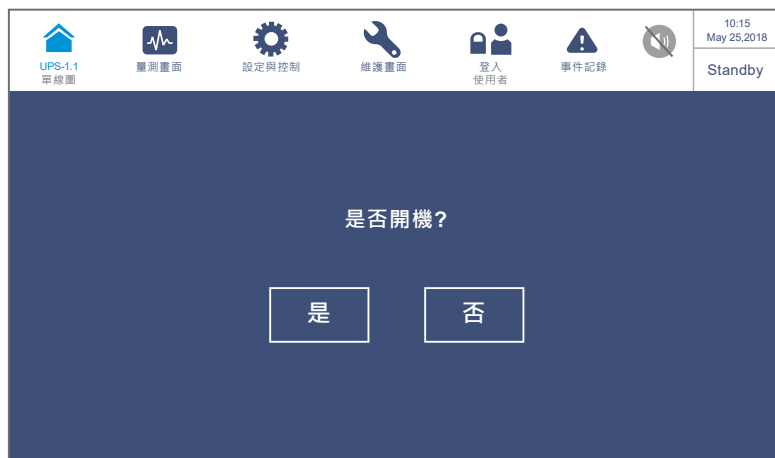 UPS-1.1
單線圖
量測畫面
設定與控制
維護畫面
登入
使用者
事件記錄
10:15
May 25,2018
Standby
是否開機?
是
否